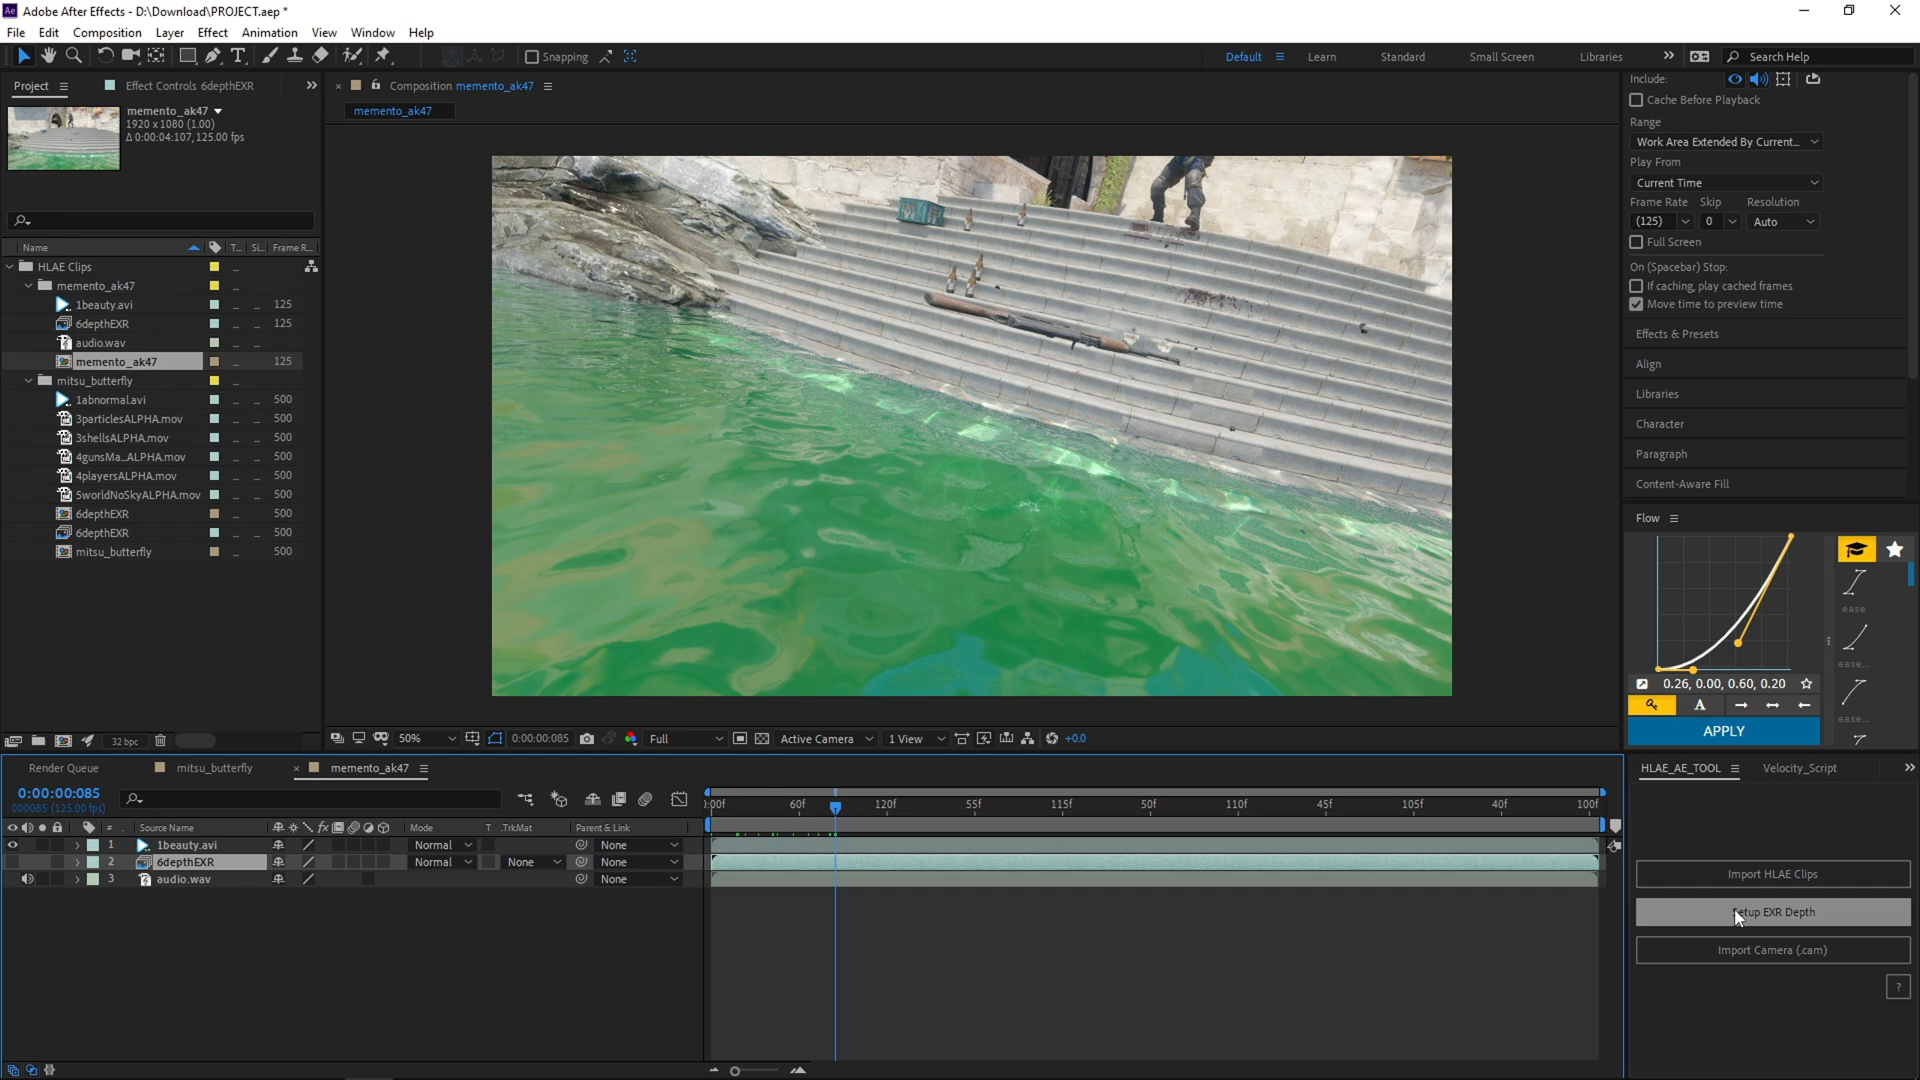 Ae Adobe After Effects - D:\Download\PROJECT.aep *
File Edit Composition Layer Effect Animation View Window Help
Snapping Default Learn Standard Small Screen Libraries Search Help
Project Effect Controls 6depthEXR
memento_ak47
1920 x 1080 (1.00)
Δ 0:00:04:107, 125.00 fps
Name T... Si... Frame R...
HLAE Clips
memento_ak47
1beauty.avi 125
6depthEXR 125
audio.wav
memento_ak47 125
mitsu_butterfly
1abnormal.avi 500
3particlesALPHA.mov 500
3shellsALPHA.mov 500
4gunsMa...ALPHA.mov 500
4playersALPHA.mov 500
5worldNoSkyALPHA.mov 500
6depthEXR 500
6depthEXR 500
mitsu_butterfly 500
32 bpc
Composition memento_ak47
memento_ak47
50% 0:00:00:085 Full Active Camera 1 View +0.0
Include:
Cache Before Playback
Range
Work Area Extended By Current...
Play From
Current Time
Frame Rate Skip Resolution
(125) 0 Auto
Full Screen
On (Spacebar) Stop:
If caching, play cached frames
Move time to preview time
Effects & Presets
Align
Libraries
Character
Paragraph
Content-Aware Fill
Flow
ease
ease...
ease...
0.26, 0.00, 0.60, 0.20
A
APPLY
Render Queue mitsu_butterfly memento_ak47
0:00:00:085
000085 (125.00 fps)
:00f 60f 120f 55f 115f 50f 110f 45f 105f 40f 100f
# Source Name fx Mode T .TrkMat Parent & Link
1 1beauty.avi Normal None
2 6depthEXR Normal None None
3 audio.wav None
HLAE_AE_TOOL Velocity_Script
Import HLAE Clips
Setup EXR Depth
Import Camera (.cam)
?